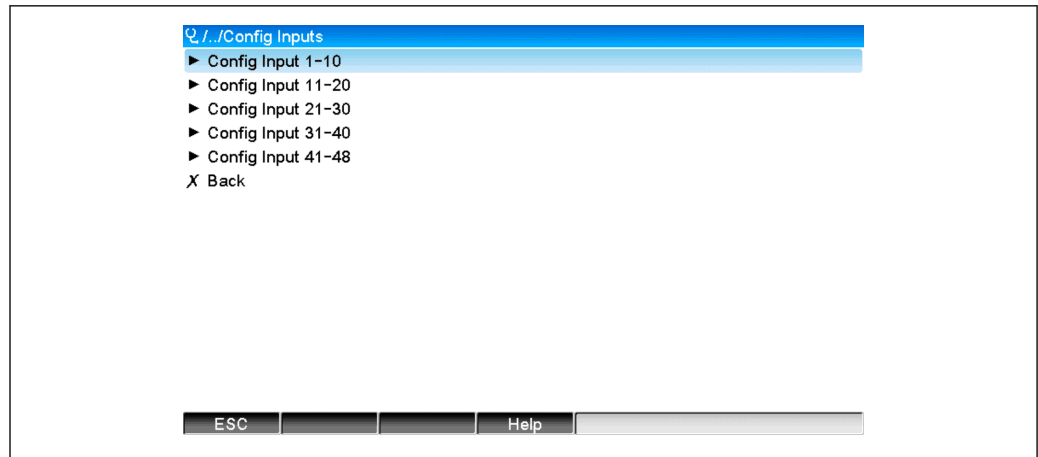 /../Config Inputs
► Config Input 1-10
► Config Input 11-20
► Config Input 21-30
► Config Input 31-40
► Config Input 41-48
X Back
ESC Help